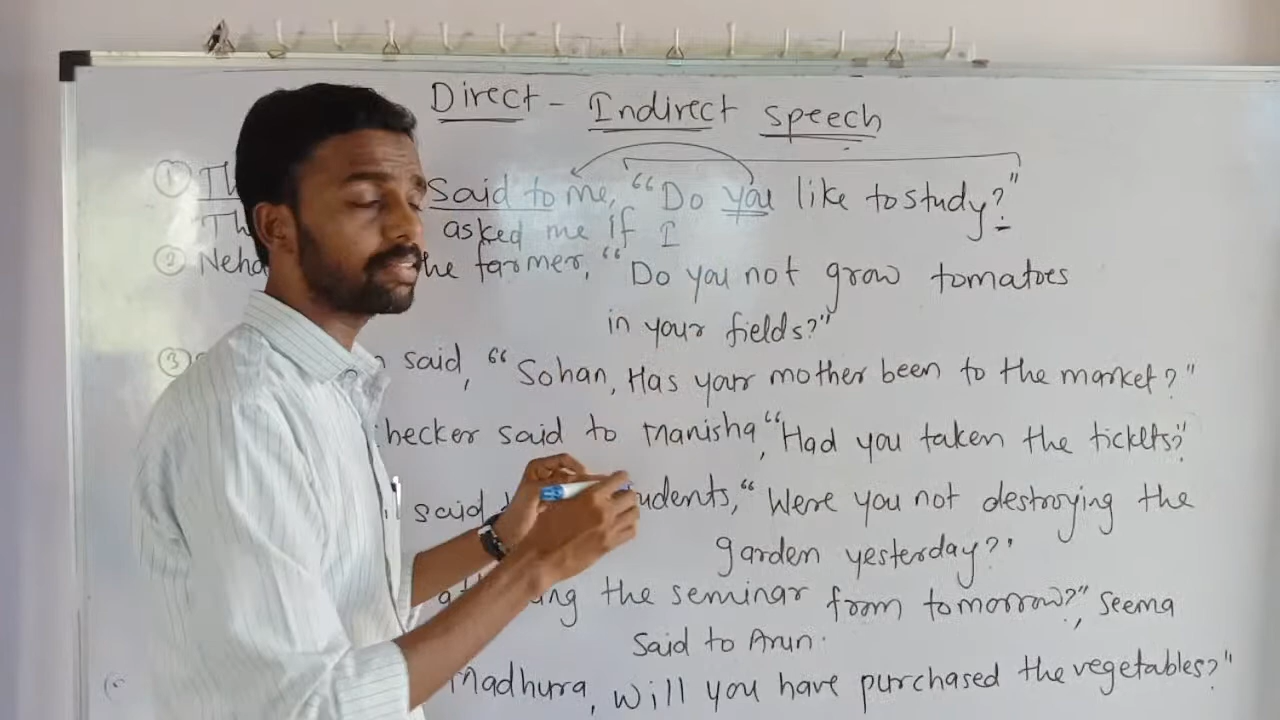 Direct - Indirect speech
① Th Said to me, “Do you like to study?"
Th asked me if I
② Neha he farmer, “Do you not grow tomatoes
in your fields?"
③ said, “Sohan, Has your mother been to the market?"
hecker said to Manisha, “Had you taken the tickets?"
said udents, “Were you not destroying the
garden yesterday?"
the seminar from tomorrow?", Seema
said to Arun.
Madhura, will you have purchased the vegetables?"